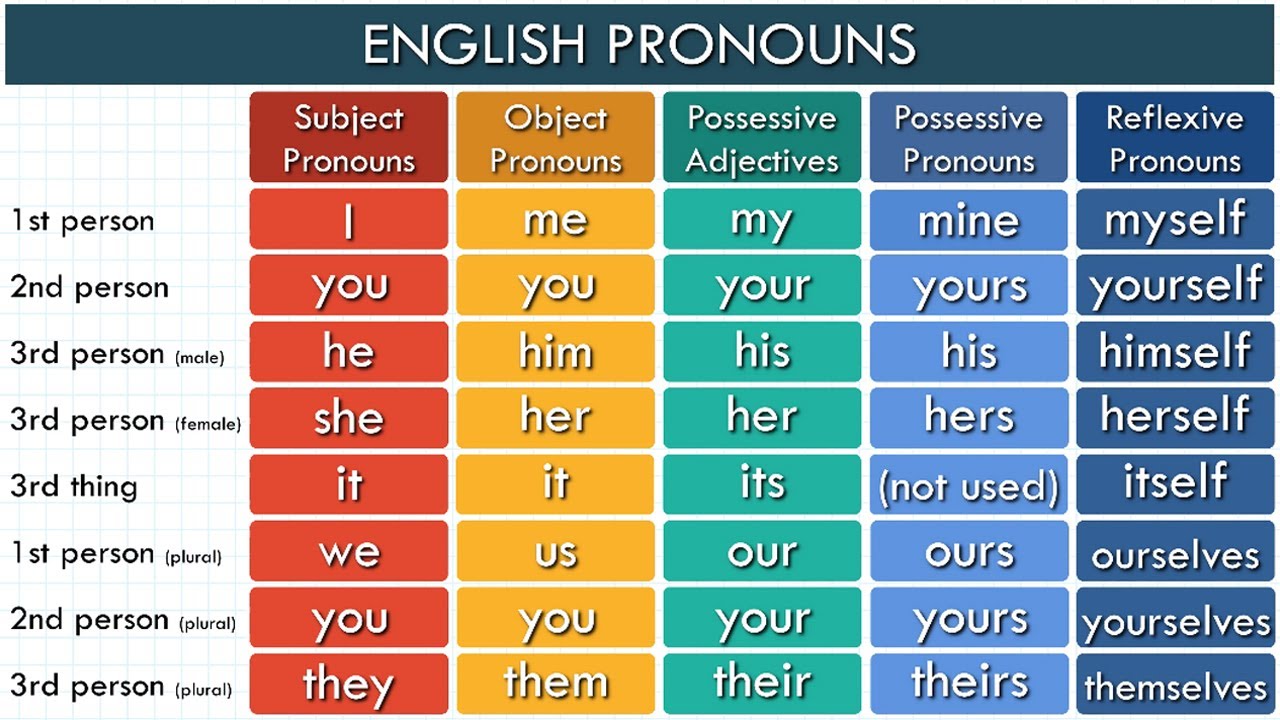 ENGLISH PRONOUNS
Subject Pronouns Object Pronouns Possessive Adjectives Possessive Pronouns Reflexive Pronouns
1st person I me my mine myself
2nd person you you your yours yourself
3rd person (male) he him his his himself
3rd person (female) she her her hers herself
3rd thing it it its (not used) itself
1st person (plural) we us our ours ourselves
2nd person (plural) you you your yours yourselves
3rd person (plural) they them their theirs themselves